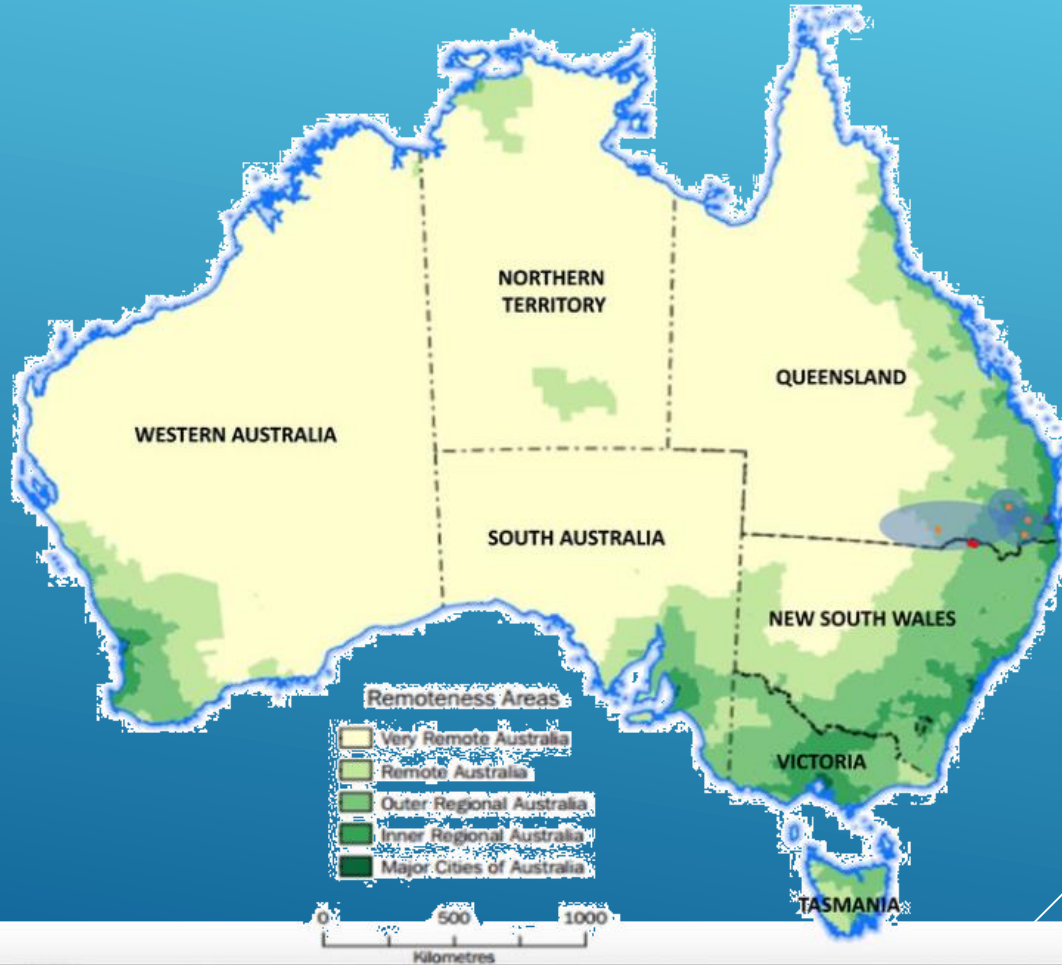 NORTHERN
TERRITORY
QUEENSLAND
WESTERN AUSTRALIA
SOUTH AUSTRALIA
NEW SOUTH WALES
Remoteness Areas
Very Remote Australia
Remote Australia
Outer Regional Australia
Inner Regional Australia
Major Cities of Australia
VICTORIA
TASMANIA
0 500 1000
Kilometres